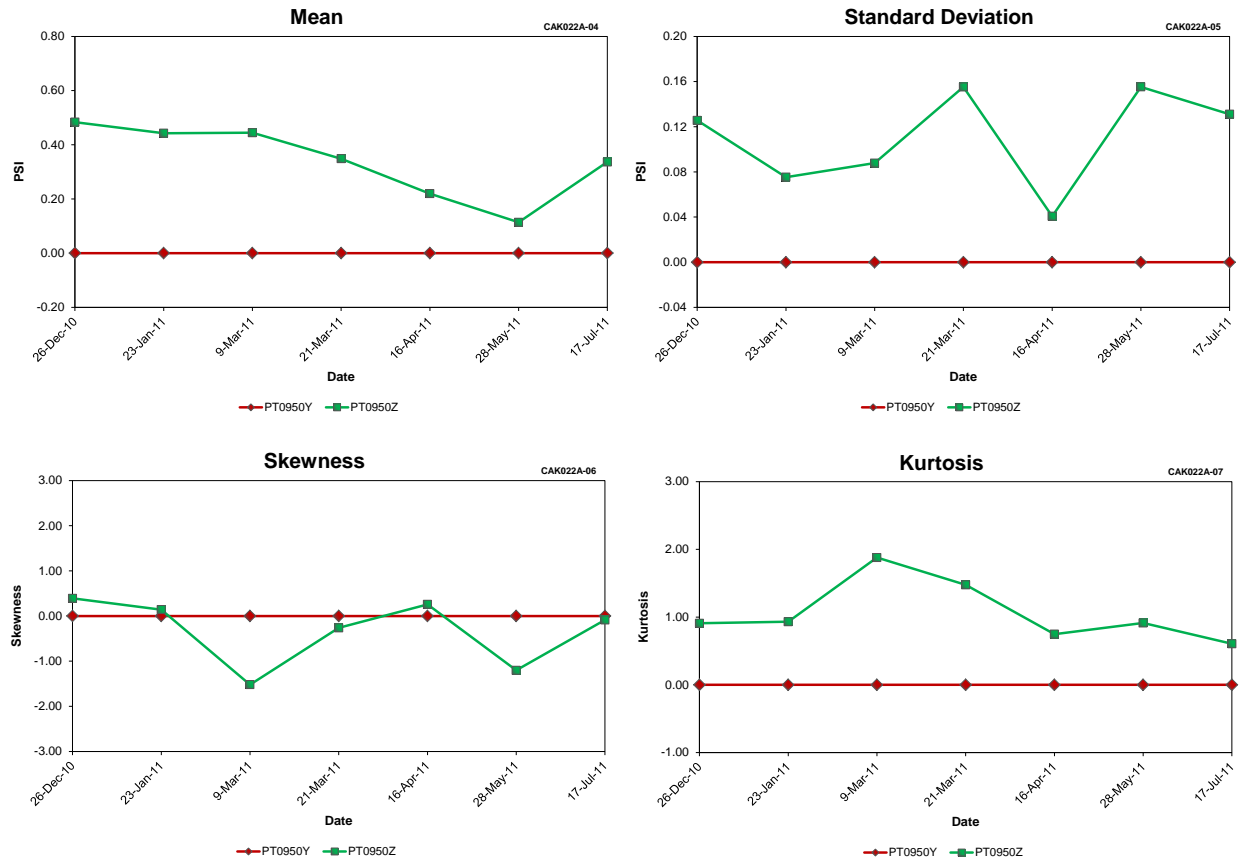 Mean
CAK022A-04
0.80
0.60
0.40
0.20
0.00
-0.20
PSI
26-Dec-10
23-Jan-11
9-Mar-11
21-Mar-11
16-Apr-11
28-May-11
17-Jul-11
Date
PT0950Y PT0950Z
Standard Deviation
CAK022A-05
0.20
0.16
0.12
0.08
0.04
0.00
-0.04
PSI
26-Dec-10
23-Jan-11
9-Mar-11
21-Mar-11
16-Apr-11
28-May-11
17-Jul-11
Date
PT0950Y PT0950Z
Skewness
CAK022A-06
3.00
2.00
1.00
0.00
-1.00
-2.00
-3.00
Skewness
26-Dec-10
23-Jan-11
9-Mar-11
21-Mar-11
16-Apr-11
28-May-11
17-Jul-11
Date
PT0950Y PT0950Z
Kurtosis
CAK022A-07
3.00
2.00
1.00
0.00
-1.00
Kurtosis
26-Dec-10
23-Jan-11
9-Mar-11
21-Mar-11
16-Apr-11
28-May-11
17-Jul-11
Date
PT0950Y PT0950Z